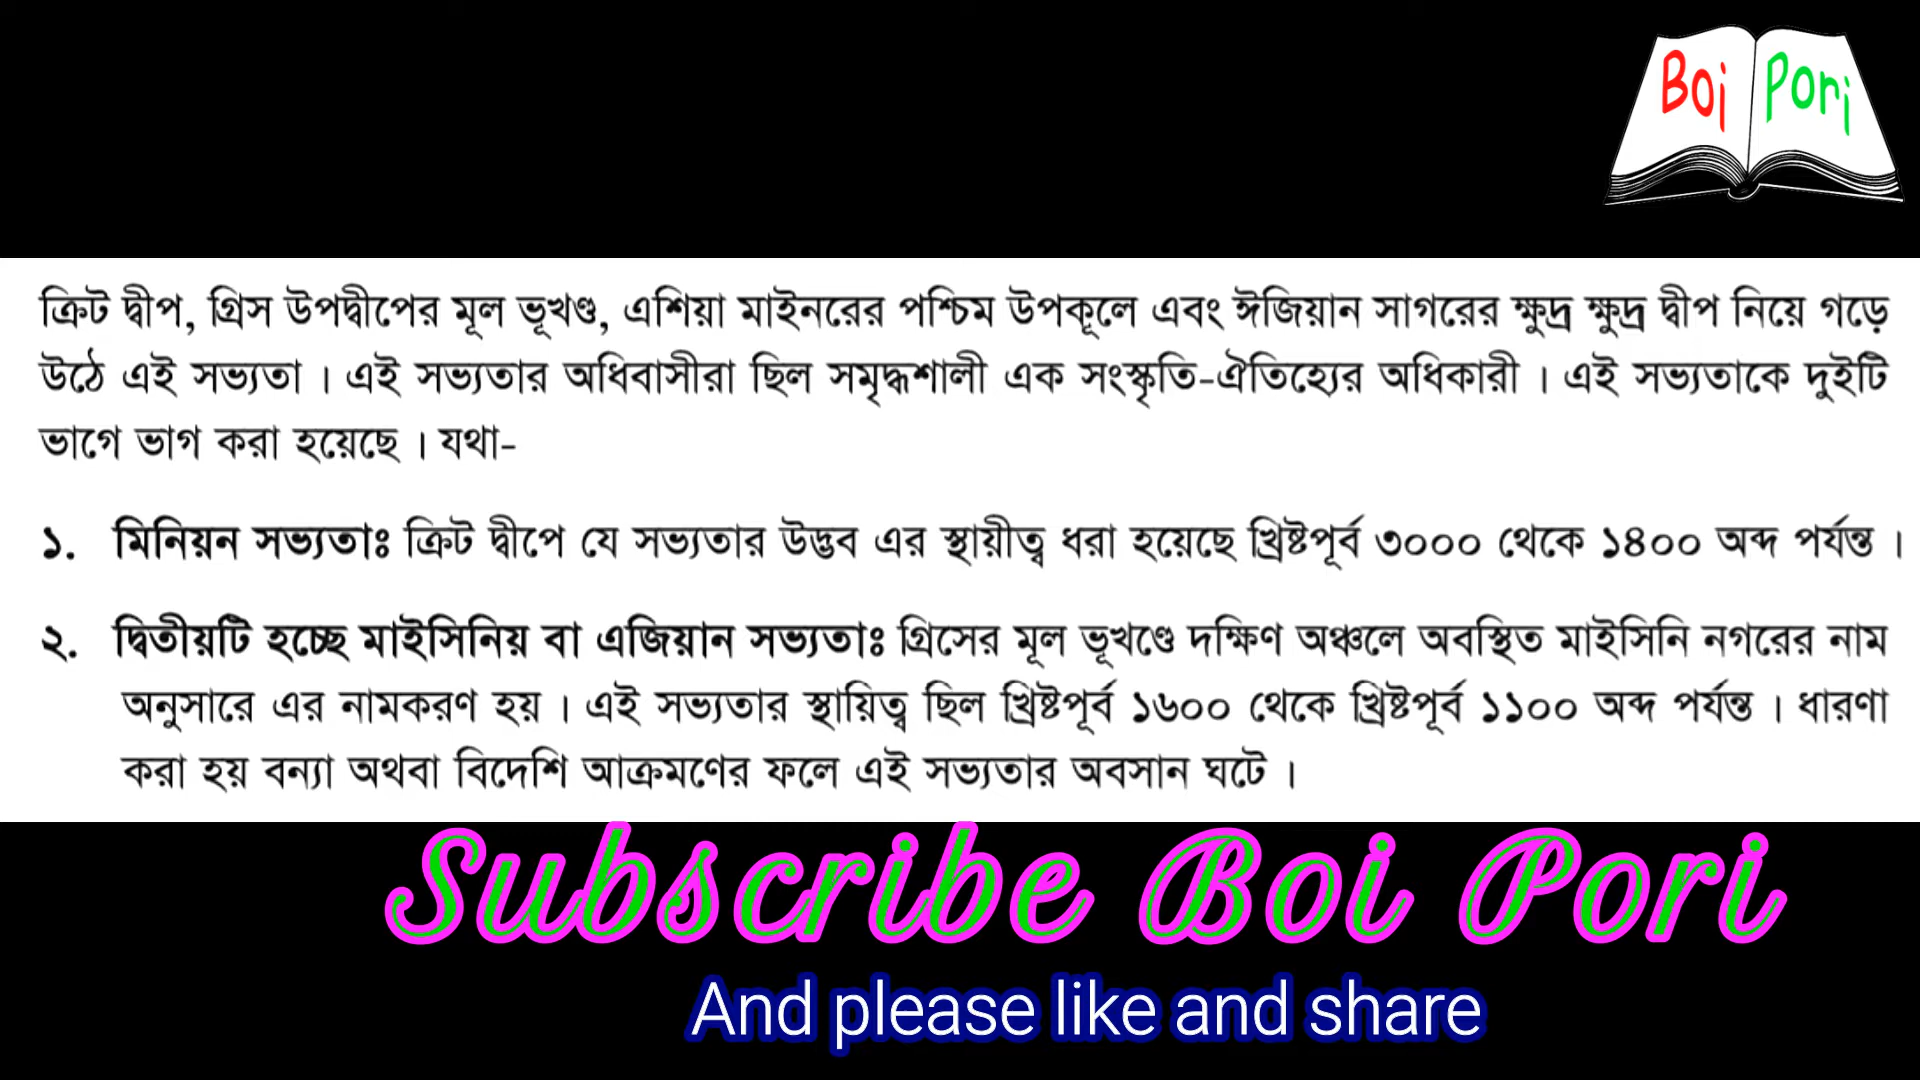 Boi Pori
ক্রিট দ্বীপ, গ্রিস উপদ্বীপের মূল ভূখণ্ড, এশিয়া মাইনরের পশ্চিম উপকূলে এবং ঈজিয়ান সাগরের ক্ষুদ্র ক্ষুদ্র দ্বীপ নিয়ে গড়ে
উঠে এই সভ্যতা । এই সভ্যতার অধিবাসীরা ছিল সমৃদ্ধশালী এক সংস্কৃতি-ঐতিহ্যের অধিকারী । এই সভ্যতাকে দুইটি
ভাগে ভাগ করা হয়েছে । যথা-
১. মিনিয়ন সভ্যতাঃ ক্রিট দ্বীপে যে সভ্যতার উদ্ভব এর স্থায়ীত্ব ধরা হয়েছে খ্রিষ্টপূর্ব ৩০০০ থেকে ১৪০০ অব্দ পর্যন্ত ।
২. দ্বিতীয়টি হচ্ছে মাইসিনিয় বা এজিয়ান সভ্যতাঃ গ্রিসের মূল ভূখণ্ডে দক্ষিণ অঞ্চলে অবস্থিত মাইসিনি নগরের নাম
অনুসারে এর নামকরণ হয় । এই সভ্যতার স্থায়িত্ব ছিল খ্রিষ্টপূর্ব ১৬০০ থেকে খ্রিষ্টপূর্ব ১১০০ অব্দ পর্যন্ত । ধারণা
করা হয় বন্যা অথবা বিদেশি আক্রমণের ফলে এই সভ্যতার অবসান ঘটে ।
Subscribe Boi Pori
And please like and share